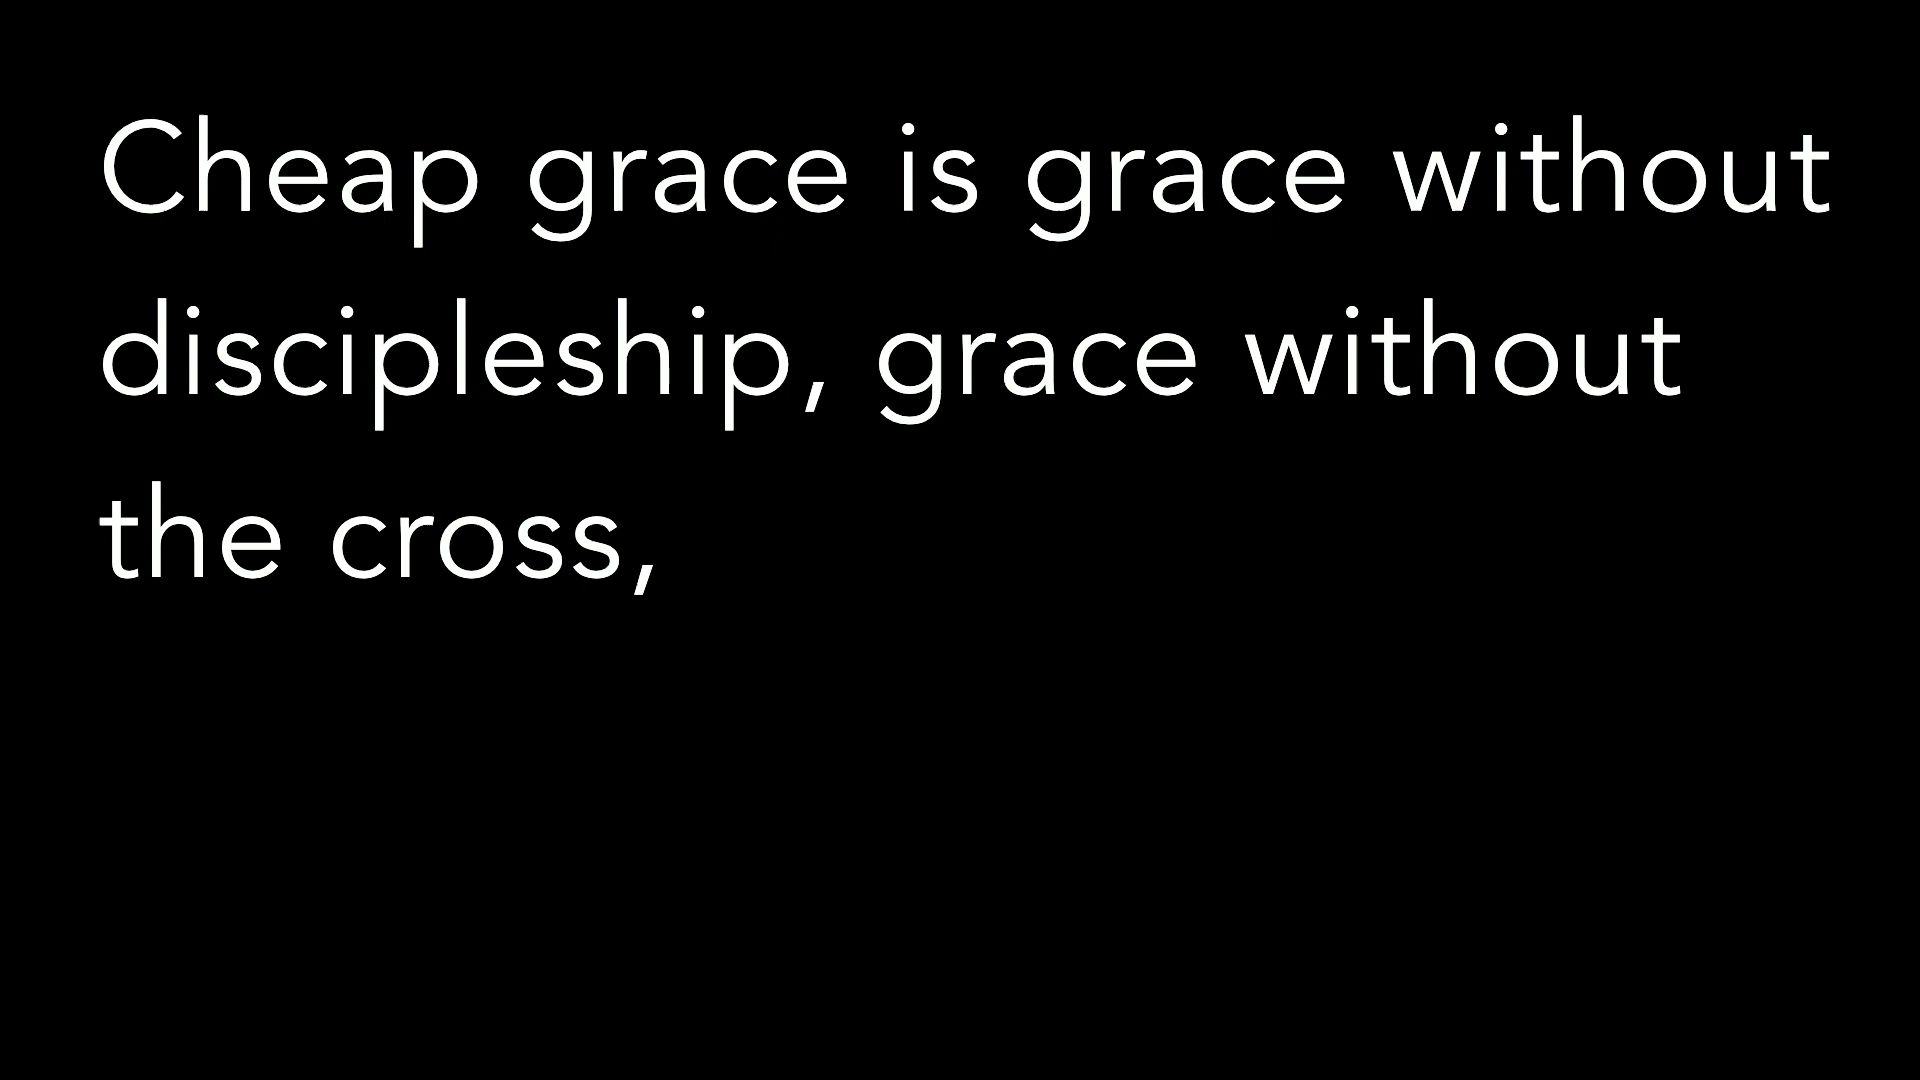 Cheap grace is grace without
discipleship, grace without
the cross,